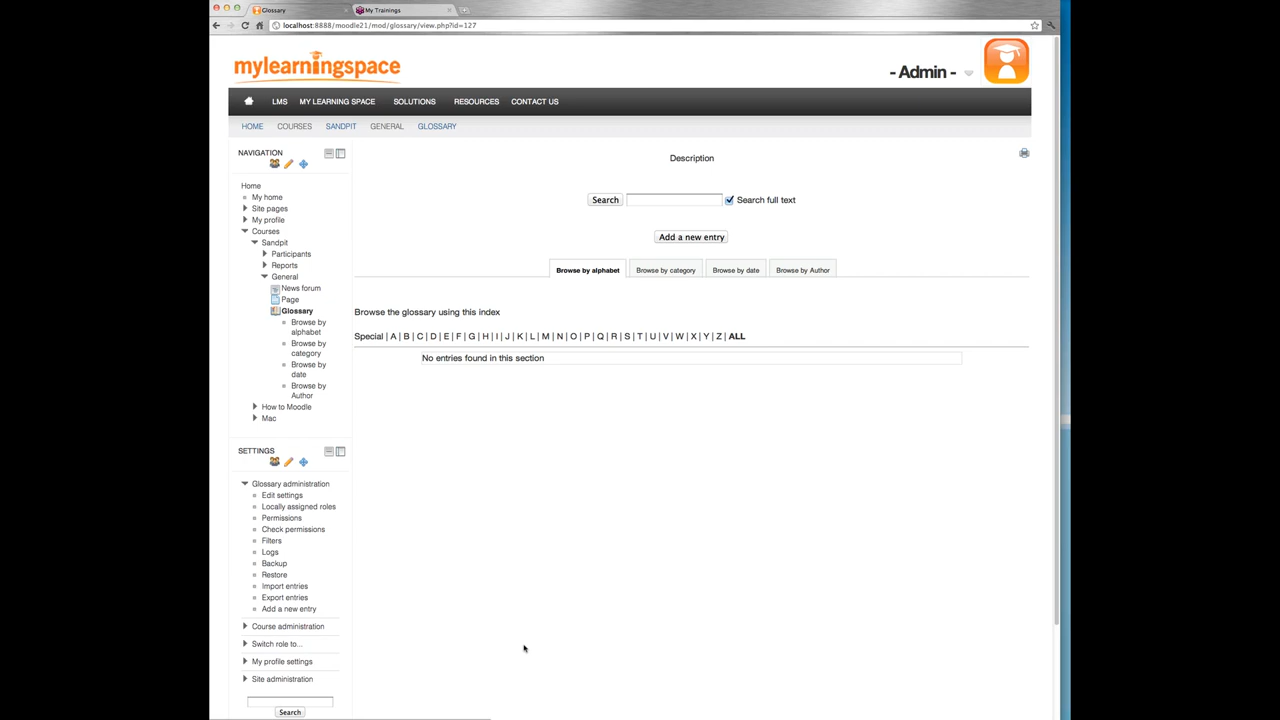 Glossary
My Trainings
localhost:8888/moodle21/mod/glossary/view.php?id=127
mylearningspace
- Admin -
LMS MY LEARNING SPACE SOLUTIONS RESOURCES CONTACT US
HOME COURSES SANDPIT GENERAL GLOSSARY
NAVIGATION
Home
My home
Site pages
My profile
Courses
Sandpit
Participants
Reports
General
News forum
Page
Glossary
Browse by
alphabet
Browse by
category
Browse by
date
Browse by
Author
How to Moodle
Mac
SETTINGS
Glossary administration
Edit settings
Locally assigned roles
Permissions
Check permissions
Filters
Logs
Backup
Restore
Import entries
Export entries
Add a new entry
Course administration
Switch role to...
My profile settings
Site administration
Search
Description
Search Search full text
Add a new entry
Browse by alphabet Browse by category Browse by date Browse by Author
Browse the glossary using this index
Special | A | B | C | D | E | F | G | H | I | J | K | L | M | N | O | P | Q | R | S | T | U | V | W | X | Y | Z | ALL
No entries found in this section